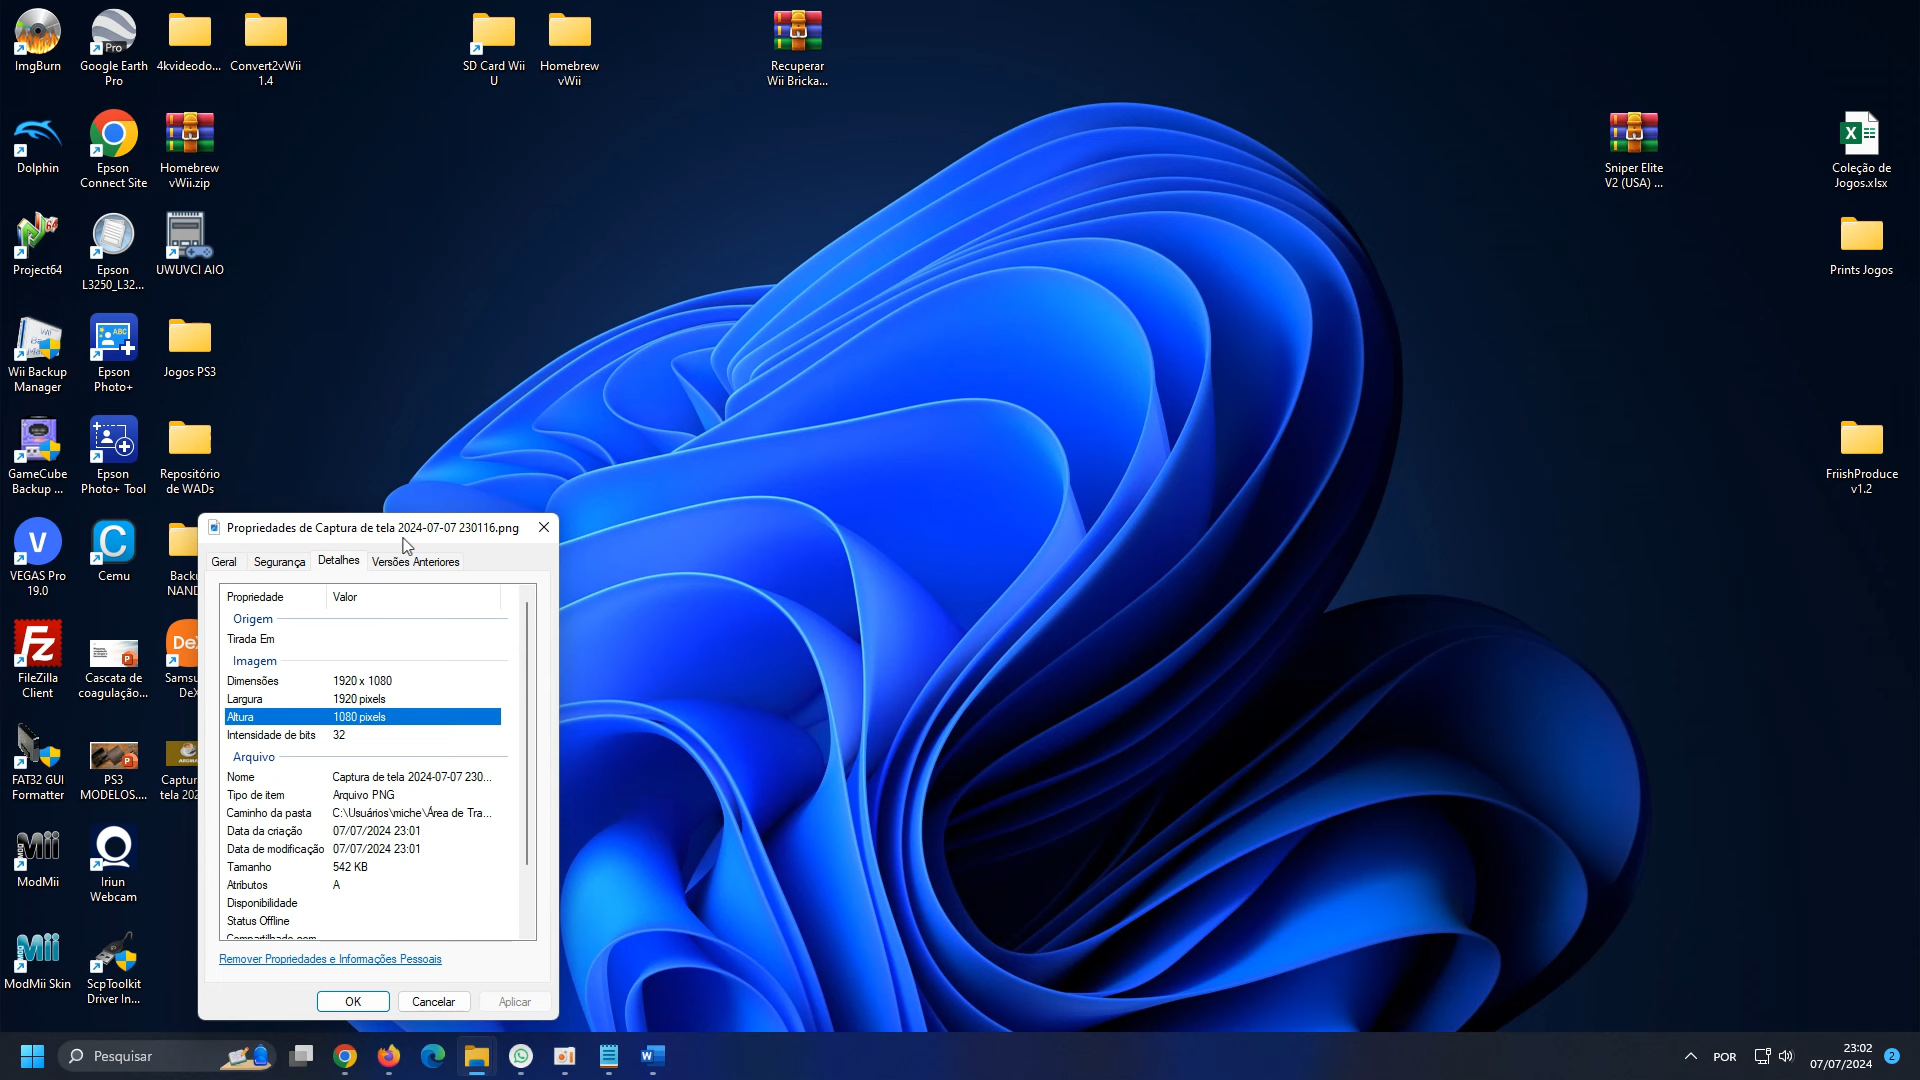 ImgBurn
Google Earth
Pro
4kvideodo...
Convert2vWii
1.4
SD Card Wii
U
Homebrew
vWii
Recuperar
Wii Bricka...
Dolphin
Epson
Connect Site
Homebrew
vWii.zip
Sniper Elite
V2 (USA) ...
Coleção de
Jogos.xlsx
Project64
Epson
L3250_L32...
UWUVCI AIO
Prints Jogos
Wii Backup
Manager
Epson
Photo+
Jogos PS3
GameCube
Backup ...
Epson
Photo+ Tool
Repositório
de WADs
FriishProduce
v1.2
VEGAS Pro
19.0
Cemu
Backu
NAND
FileZilla
Client
Cascata de
coagulação...
Samsu
DeX
FAT32 GUI
Formatter
PS3
MODELOS....
Captur
tela 202
ModMii
Iriun
Webcam
ModMii Skin
ScpToolkit
Driver In...
Propriedades de Captura de tela 2024-07-07 230116.png
Geral Segurança Detalhes Versões Anteriores
Propriedade Valor
Origem
Tirada Em
Imagem
Dimensões 1920 x 1080
Largura 1920 pixels
Altura 1080 pixels
Intensidade de bits 32
Arquivo
Nome Captura de tela 2024-07-07 230...
Tipo de item Arquivo PNG
Caminho da pasta C:\Usuários\miche\Área de Tra...
Data da criação 07/07/2024 23:01
Data de modificação 07/07/2024 23:01
Tamanho 542 KB
Atributos A
Disponibilidade
Status Offline
Compartilhado com
Remover Propriedades e Informações Pessoais
OK Cancelar Aplicar
Pesquisar
POR
23:02
07/07/2024
2